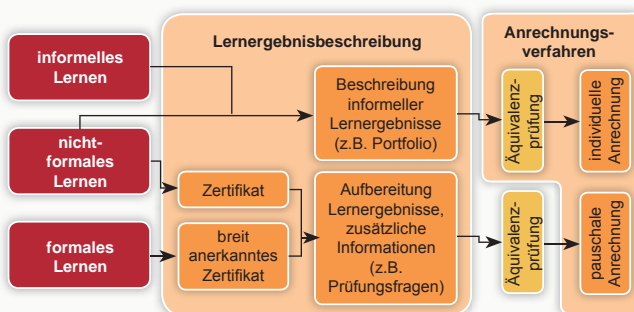 Lernergebnisbeschreibung
Anrechnungs-
verfahren
informelles
Lernen
nicht-
formales
Lernen
formales
Lernen
Beschreibung
informeller
Lernergebnisse
(z.B. Portfolio)
Zertifikat
breit
anerkanntes
Zertifikat
Aufbereitung
Lernergebnisse,
zusätzliche
Informationen
(z.B.
Prüfungsfragen)
Äquivalenz-
prüfung
individuelle
Anrechnung
Äquivalenz-
prüfung
pauschale
Anrechnung